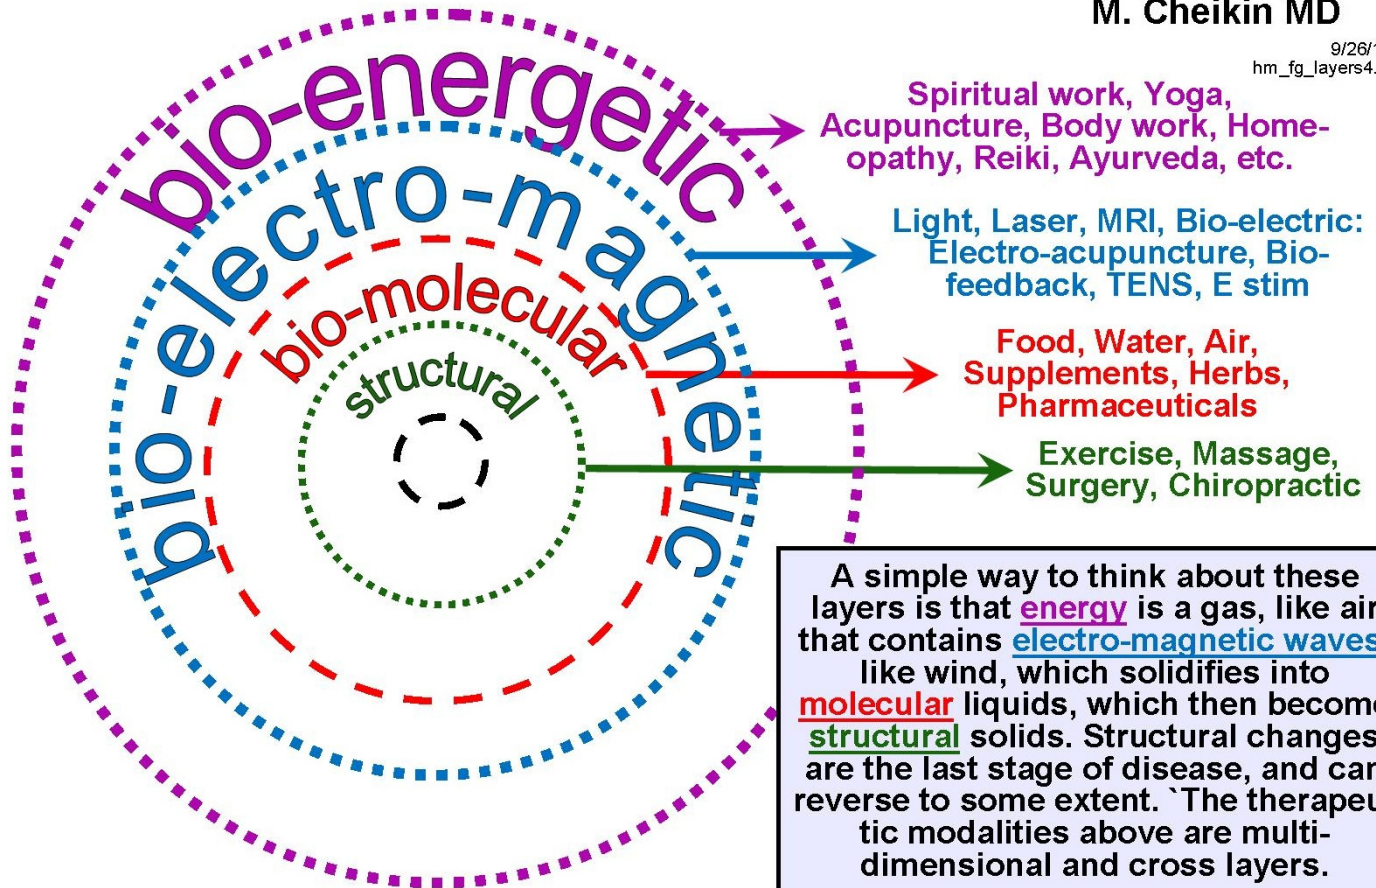 M. Cheikin MD
9/26/1
hm_fg_layers4.
bio-energetic
bio-electro-magnetic
bio-molecular
structural
Spiritual work, Yoga,
Acupuncture, Body work, Home-
opathy, Reiki, Ayurveda, etc.
Light, Laser, MRI, Bio-electric:
Electro-acupuncture, Bio-
feedback, TENS, E stim
Food, Water, Air,
Supplements, Herbs,
Pharmaceuticals
Exercise, Massage,
Surgery, Chiropractic
A simple way to think about these
layers is that energy is a gas, like air
that contains electro-magnetic waves
like wind, which solidifies into
molecular liquids, which then become
structural solids. Structural changes
are the last stage of disease, and can
reverse to some extent. `The therapeu
tic modalities above are multi-
dimensional and cross layers.